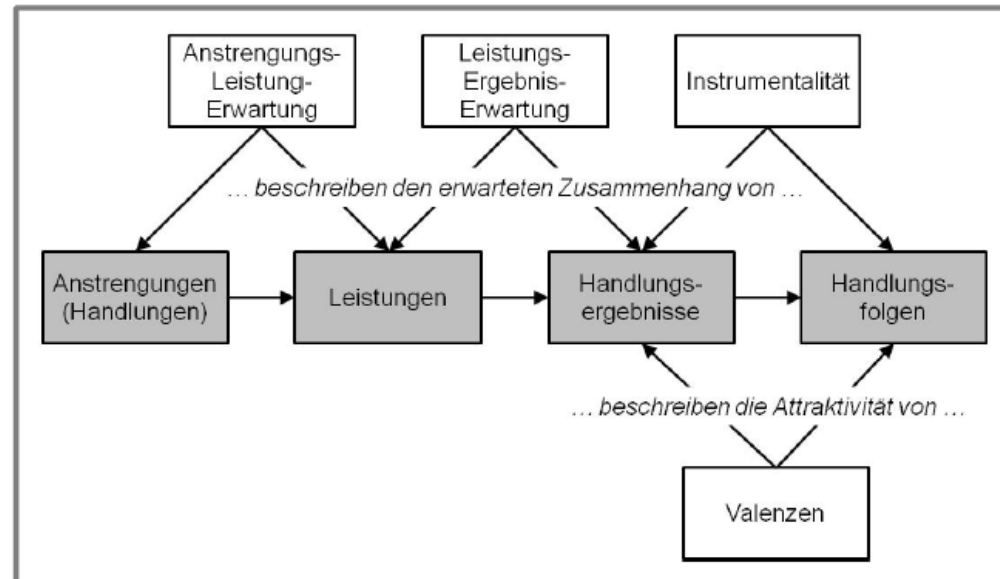 Anstrengungs-
Leistung-
Erwartung
Leistungs-
Ergebnis-
Erwartung
Instrumentalität
... beschreiben den erwarteten Zusammenhang von ...
Anstrengungen
(Handlungen)
Leistungen
Handlungs-
ergebnisse
Handlungs-
folgen
... beschreiben die Attraktivität von ...
Valenzen